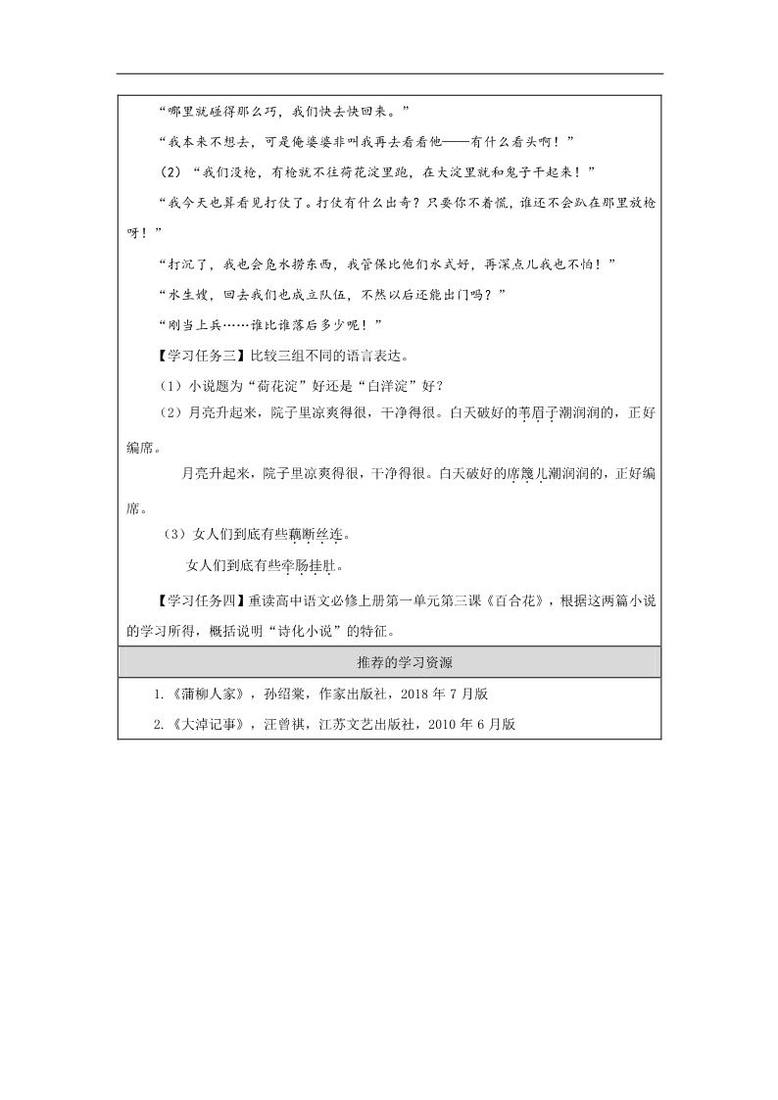 “哪里就碰得那么巧，我们快去快回来。”
“我本来不想去，可是俺婆婆非叫我再去看看他——有什么看头啊！”
（2）“我们没枪，有枪就不往荷花淀里跑，在大淀里就和鬼子干起来！”
“我今天也算看见打仗了。打仗有什么出奇？只要你不着慌，谁还不会趴在那里放枪
呀！”
“打沉了，我也会凫水捞东西，我管保比他们水式好，再深点儿我也不怕！”
“水生嫂，回去我们也成立队伍，不然以后还能出门吗？”
“刚当上兵……谁比谁落后多少呢！”
【学习任务三】比较三组不同的语言表达。
（1）小说题为“荷花淀”好还是“白洋淀”好？
（2）月亮升起来，院子里凉爽得很，干净得很。白天破好的苇眉子潮润润的，正好
编席。
月亮升起来，院子里凉爽得很，干净得很。白天破好的席篾儿潮润润的，正好编
席。
（3）女人们到底有些藕断丝连。
女人们到底有些牵肠挂肚。
【学习任务四】重读高中语文必修上册第一单元第三课《百合花》，根据这两篇小说
的学习所得，概括说明“诗化小说”的特征。
推荐的学习资源
1.《蒲柳人家》，孙绍棠，作家出版社，2018 年 7 月版
2.《大淖记事》，汪曾祺，江苏文艺出版社，2010 年 6 月版